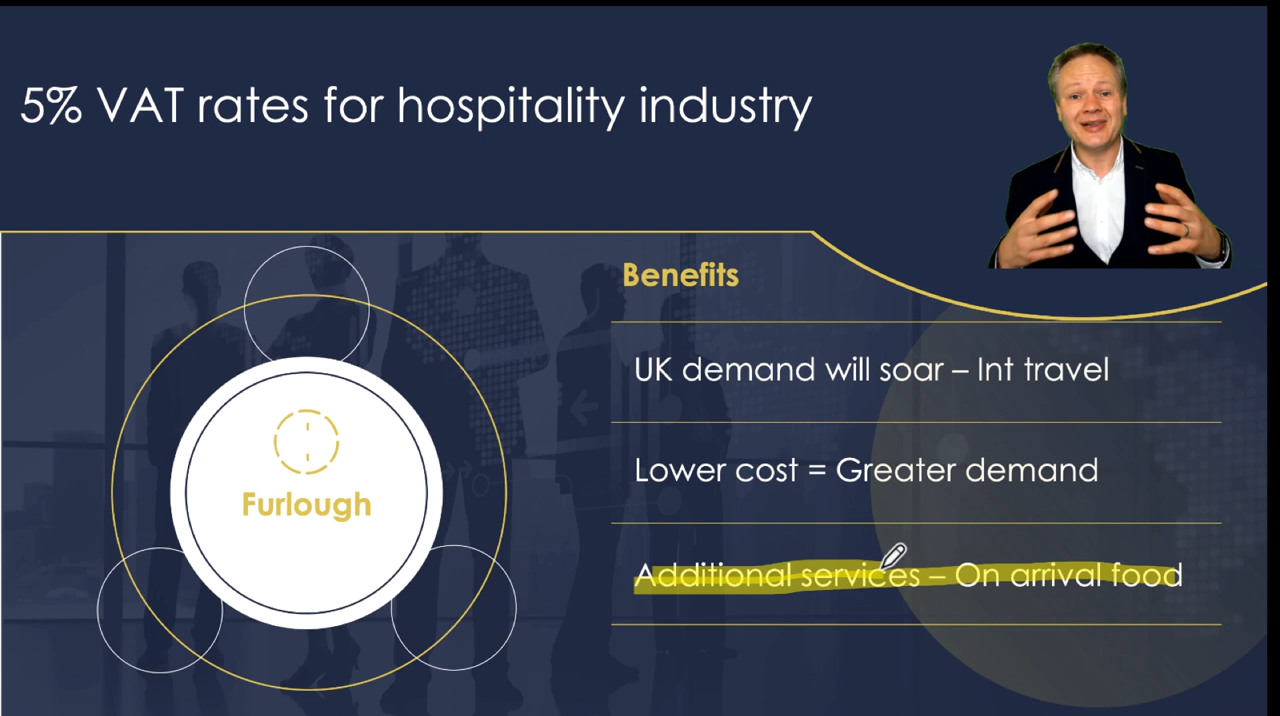 5% VAT rates for hospitality industry
Benefits
UK demand will soar – Int travel
Lower cost = Greater demand
Furlough
Additional services – On arrival food